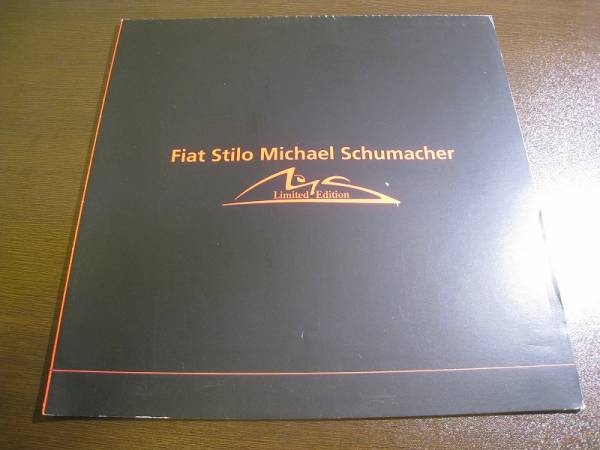 Fiat Stilo Michael Schumacher
Limited Edition